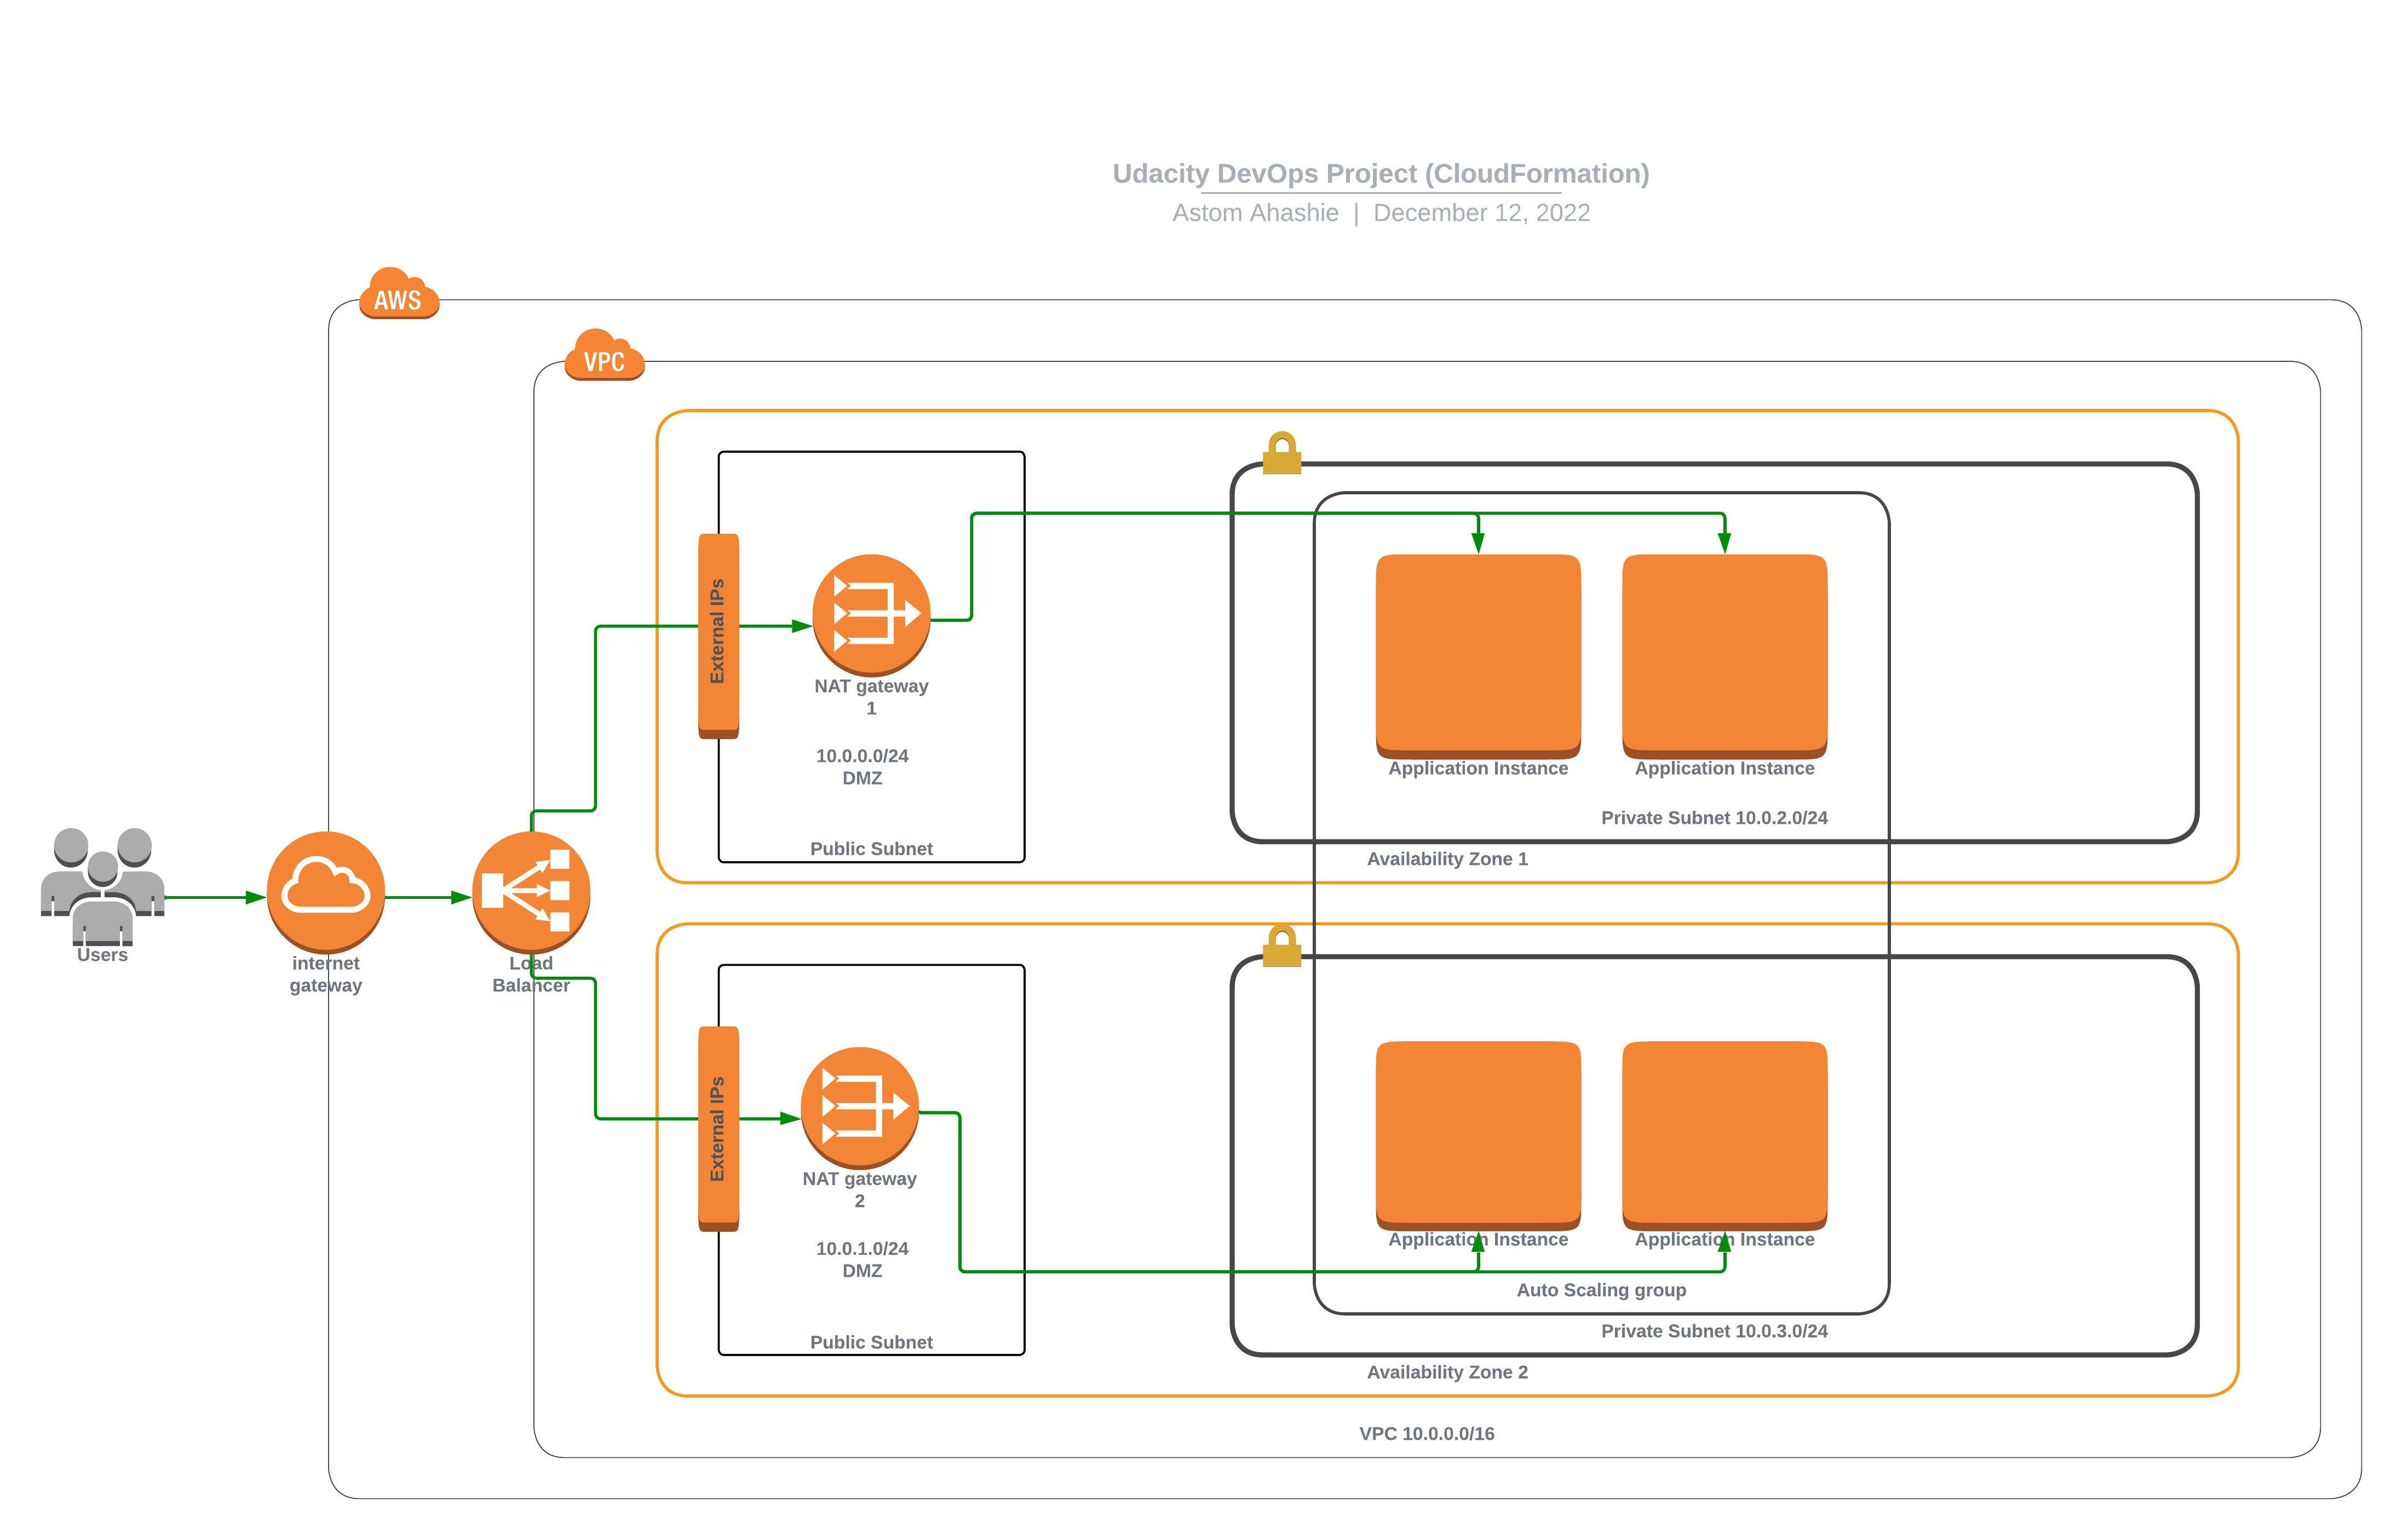 Udacity DevOps Project (CloudFormation)
Astom Ahashie | December 12, 2022
AWS
VPC
External IPs
NAT gateway
1
10.0.0.0/24
DMZ
Public Subnet
Application Instance
Application Instance
Private Subnet 10.0.2.0/24
Availability Zone 1
Users
internet
gateway
Load
Balancer
External IPs
NAT gateway
2
10.0.1.0/24
DMZ
Public Subnet
Application Instance
Application Instance
Auto Scaling group
Private Subnet 10.0.3.0/24
Availability Zone 2
VPC 10.0.0.0/16